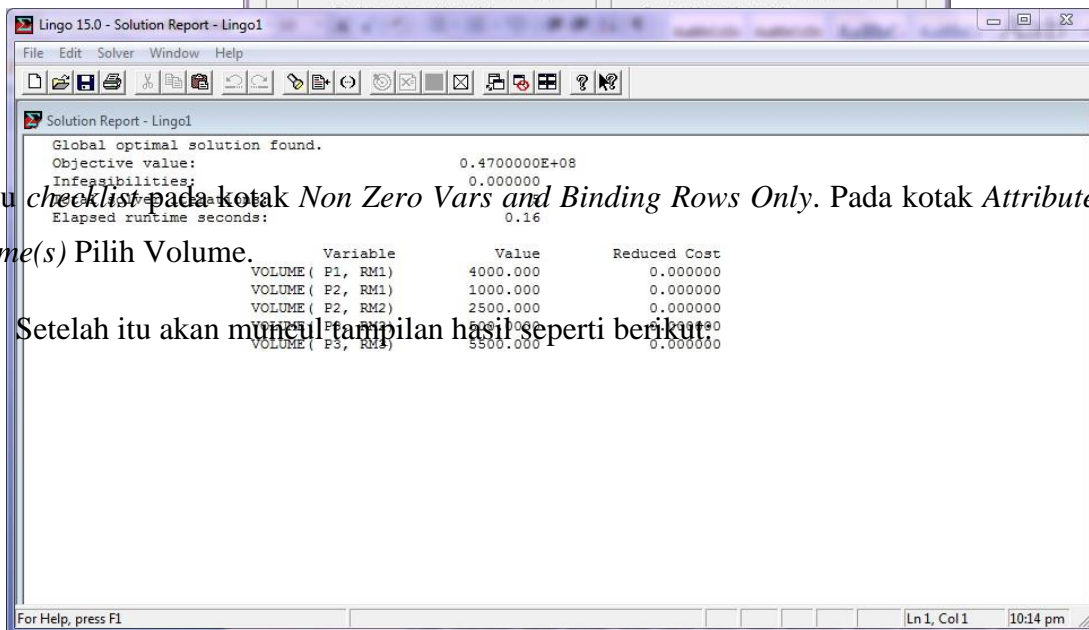 Lingo 15.0 - Solution Report - Lingo1
File Edit Solver Window Help
Solution Report - Lingo1
Global optimal solution found.
Objective value: 0.4700000E+08
Infeasibilities: 0.000000
u checklist pada kotak Non Zero Vars and Binding Rows Only. Pada kotak Attribute
Elapsed runtime seconds: 0.16
me(s) Pilih Volume.
Variable Value Reduced Cost
VOLUME( P1, RM1) 4000.000 0.000000
VOLUME( P2, RM1) 1000.000 0.000000
VOLUME( P2, RM2) 2500.000 0.000000
Setelah itu akan muncul tampilan hasil seperti berikut:
VOLUME( P3, RM3) 5500.000 0.000000
For Help, press F1
Ln 1, Col 1
10:14 pm